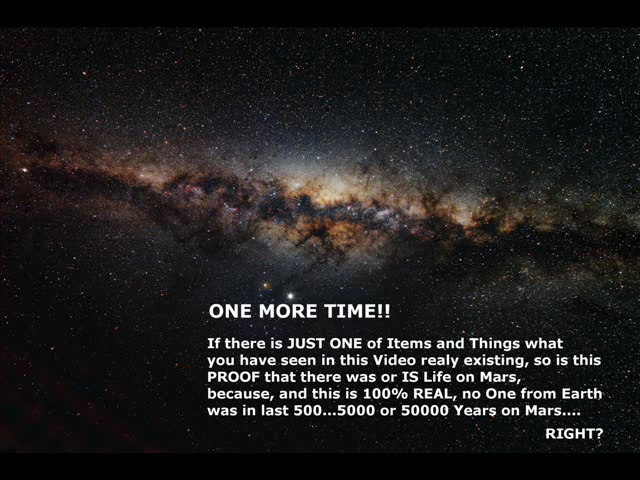 ONE MORE TIME!!
If there is JUST ONE of Items and Things what
you have seen in this Video realy existing, so is this
PROOF that there was or IS Life on Mars,
because, and this is 100% REAL, no One from Earth
was in last 500...5000 or 50000 Years on Mars....
RIGHT?